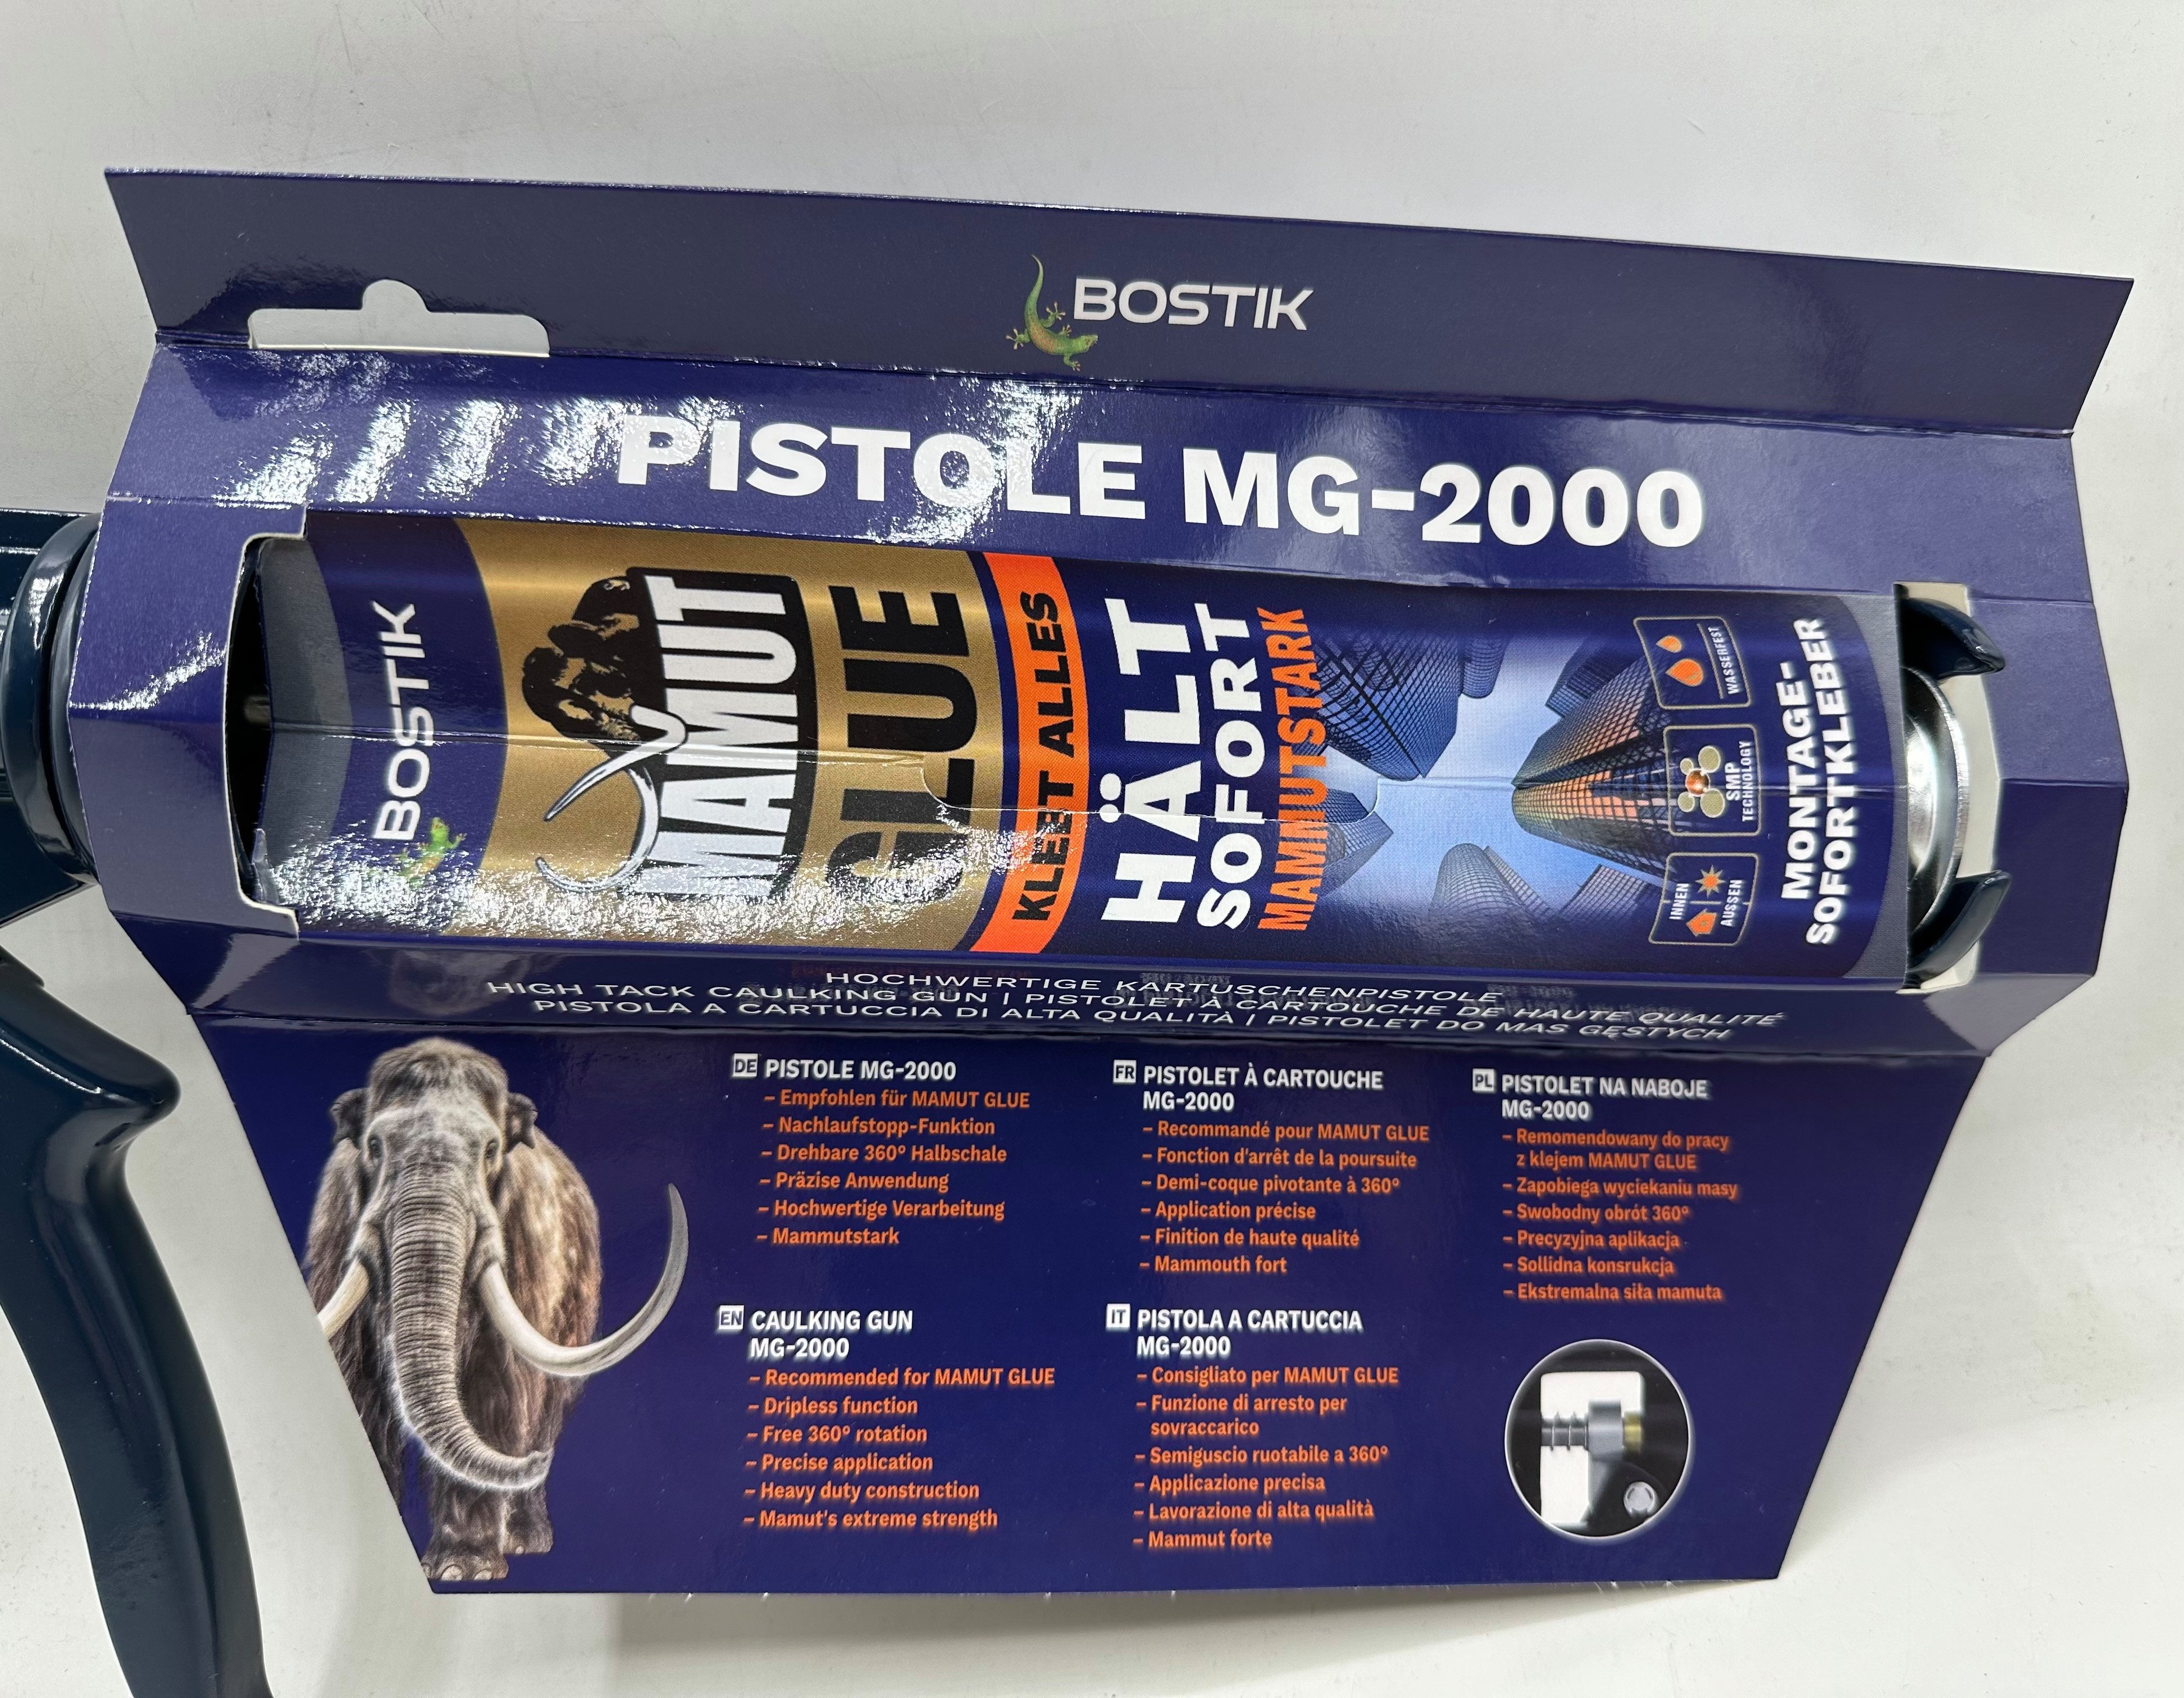 BOSTIK
PISTOLE MG-2000
BOSTIK
MAMUT
GLUE
KLEBT ALLES
HÄLT
SOFORT
MAMMUTSTARK
WASSERFEST
SMP
TECHNOLOGY
INNEN
AUSSEN
MONTAGE-
SOFORTKLEBER
HOCHWERTIGE KARTUSCHENPISTOLE
HIGH TACK CAULKING GUN | PISTOLET À CARTOUCHE DE HAUTE QUALITÉ
PISTOLA A CARTUCCIA DI ALTA QUALITÀ | PISTOLET DO MAS GĘSTYCH
DE PISTOLE MG-2000
– Empfohlen für MAMUT GLUE
– Nachlaufstopp-Funktion
– Drehbare 360° Halbschale
– Präzise Anwendung
– Hochwertige Verarbeitung
– Mammutstark
EN CAULKING GUN
MG-2000
– Recommended for MAMUT GLUE
– Dripless function
– Free 360° rotation
– Precise application
– Heavy duty construction
– Mamut's extreme strength
FR PISTOLET À CARTOUCHE
MG-2000
– Recommandé pour MAMUT GLUE
– Fonction d'arrêt de la poursuite
– Demi-coque pivotante à 360°
– Application précise
– Finition de haute qualité
– Mammouth fort
IT PISTOLA A CARTUCCIA
MG-2000
– Consigliato per MAMUT GLUE
– Funzione di arresto per
sovraccarico
– Semiguscio ruotabile a 360°
– Applicazione precisa
– Lavorazione di alta qualità
– Mammut forte
PL PISTOLET NA NABOJE
MG-2000
– Remomendowany do pracy
z klejem MAMUT GLUE
– Zapobiega wyciekaniu masy
– Swobodny obrót 360°
– Precyzyjna aplikacja
– Sollidna konsrukcja
– Ekstremalna siła mamuta